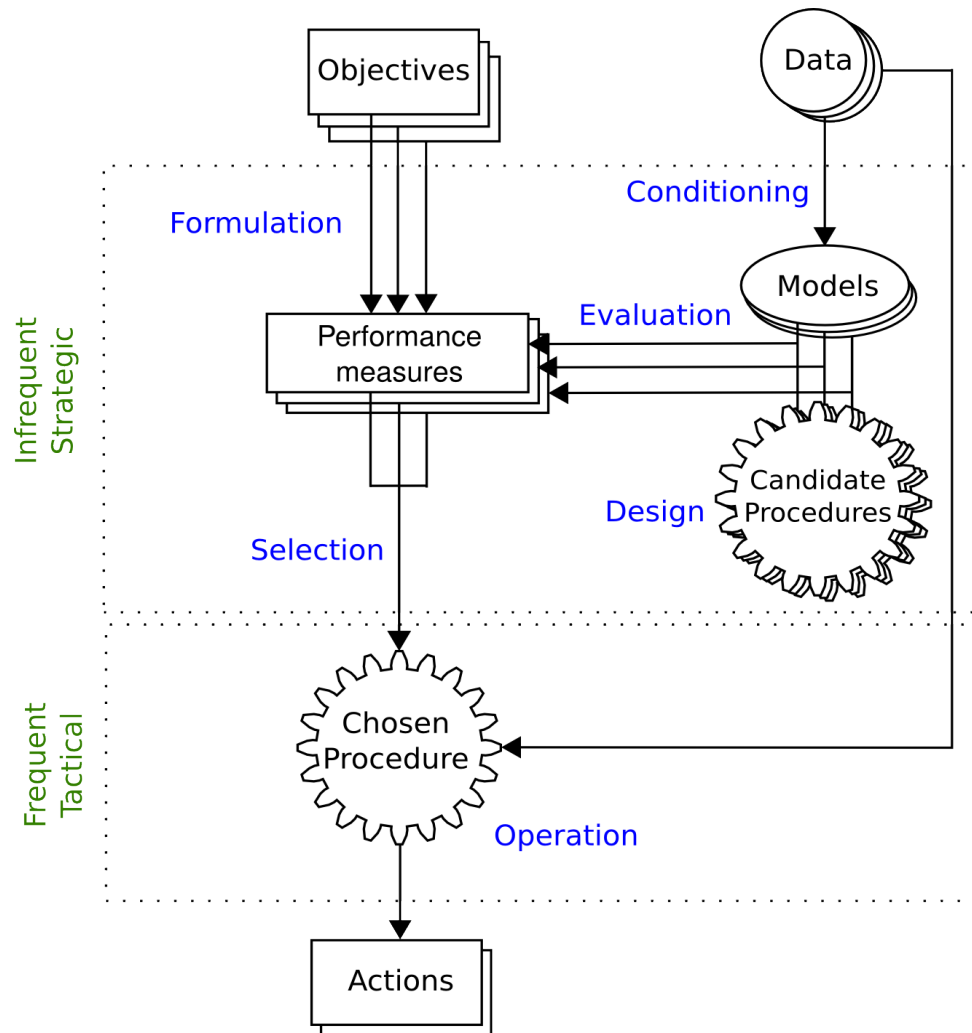 Objectives
Data
Conditioning
Formulation
Models
Evaluation
Performance
measures
Infrequent
Strategic
Candidate
Procedures
Design
Selection
Chosen
Procedure
Frequent
Tactical
Operation
Actions